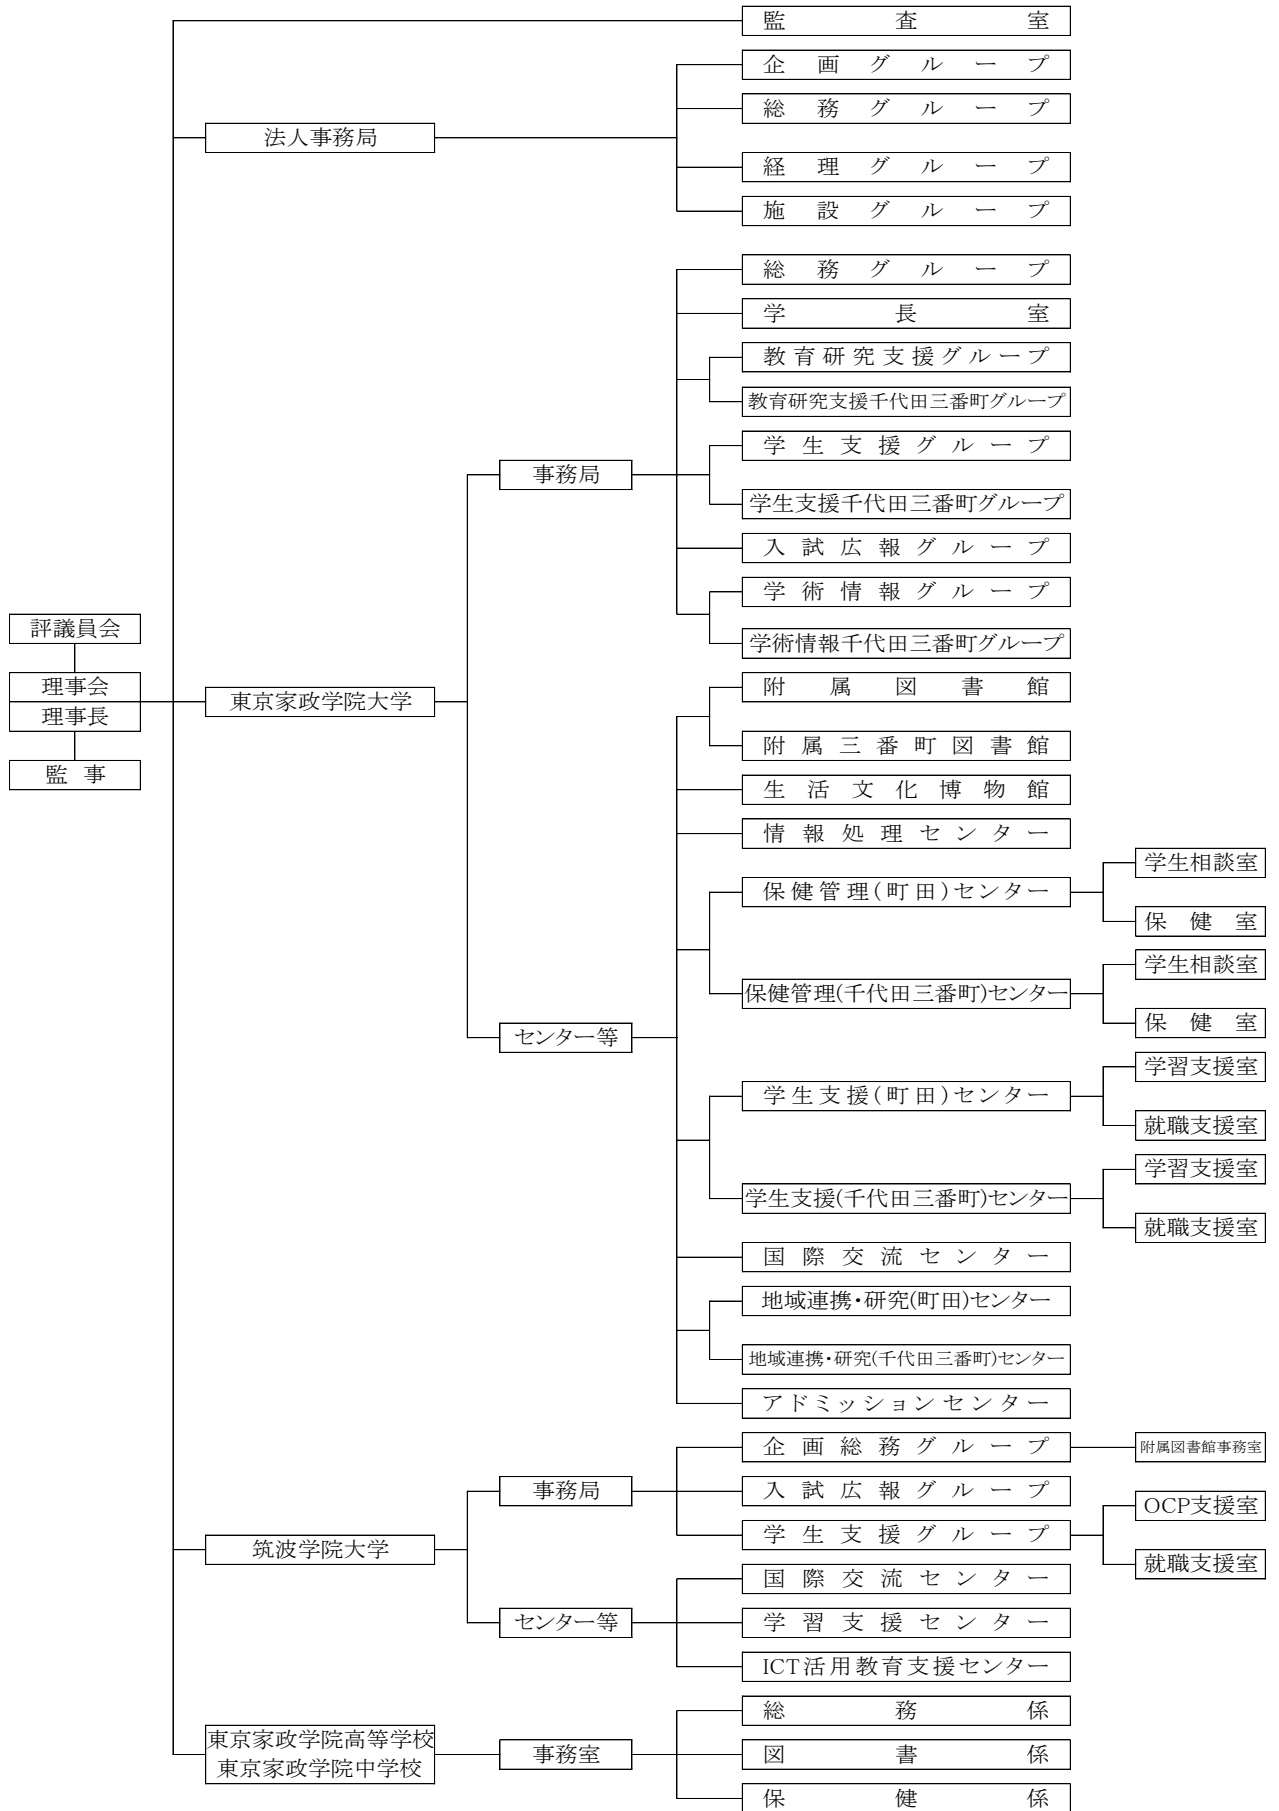 監査室
企画グループ
総務グループ
法人事務局
経理グループ
施設グループ
総務グループ
学長室
教育研究支援グループ
教育研究支援千代田三番町グループ
学生支援グループ
事務局
学生支援千代田三番町グループ
入試広報グループ
学術情報グループ
評議員会
学術情報千代田三番町グループ
理事会
理事長
監事
東京家政学院大学
附属図書館
附属三番町図書館
生活文化博物館
情報処理センター
保健管理(町田)センター
学生相談室
保健室
保健管理(千代田三番町)センター
学生相談室
保健室
センター等
学生支援(町田)センター
学習支援室
就職支援室
学生支援(千代田三番町)センター
学習支援室
就職支援室
国際交流センター
地域連携・研究(町田)センター
地域連携・研究(千代田三番町)センター
アドミッションセンター
企画総務グループ
附属図書館事務室
事務局
入試広報グループ
学生支援グループ
OCP支援室
就職支援室
筑波学院大学
国際交流センター
センター等
学習支援センター
ICT活用教育支援センター
東京家政学院高等学校
東京家政学院中学校
事務室
総務係
図書係
保健係